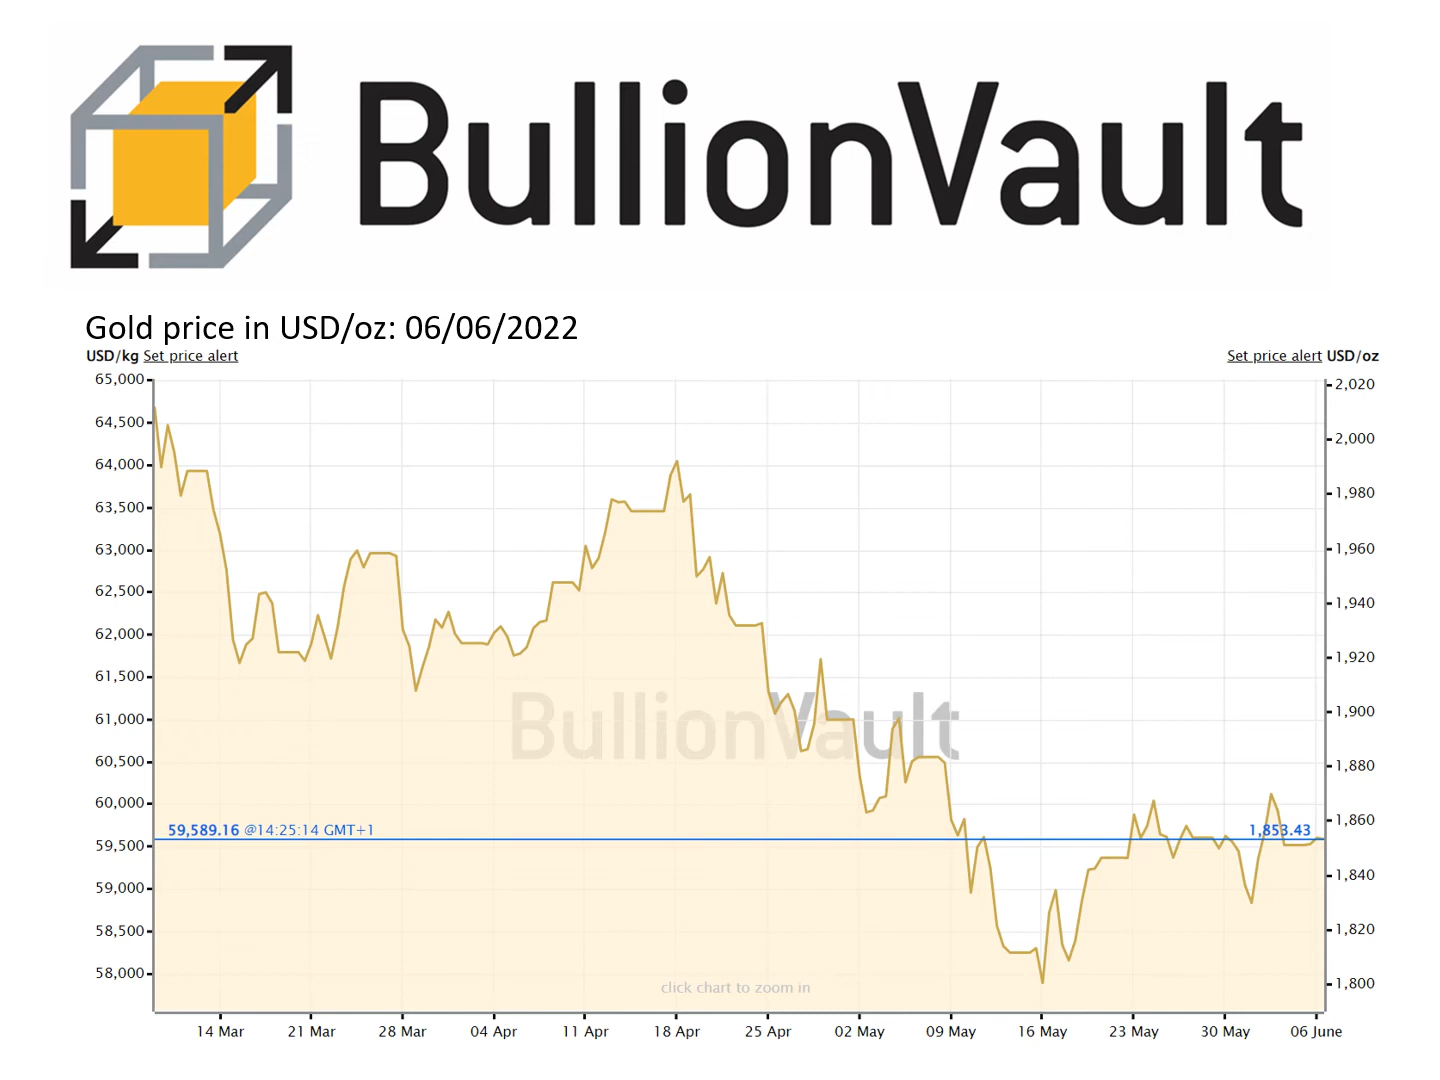 BullionVault
Gold price in USD/oz: 06/06/2022
USD/kg Set price alert
Set price alert USD/oz
65,000
64,500
64,000
63,500
63,000
62,500
62,000
61,500
61,000
60,500
60,000
59,500
59,000
58,500
58,000
2,020
2,000
1,980
1,960
1,940
1,920
1,900
1,880
1,860
1,840
1,820
1,800
BullionVault
59,589.16 @14:25:14 GMT+1
1,853.43
click chart to zoom in
14 Mar
21 Mar
28 Mar
04 Apr
11 Apr
18 Apr
25 Apr
02 May
09 May
16 May
23 May
30 May
06 June